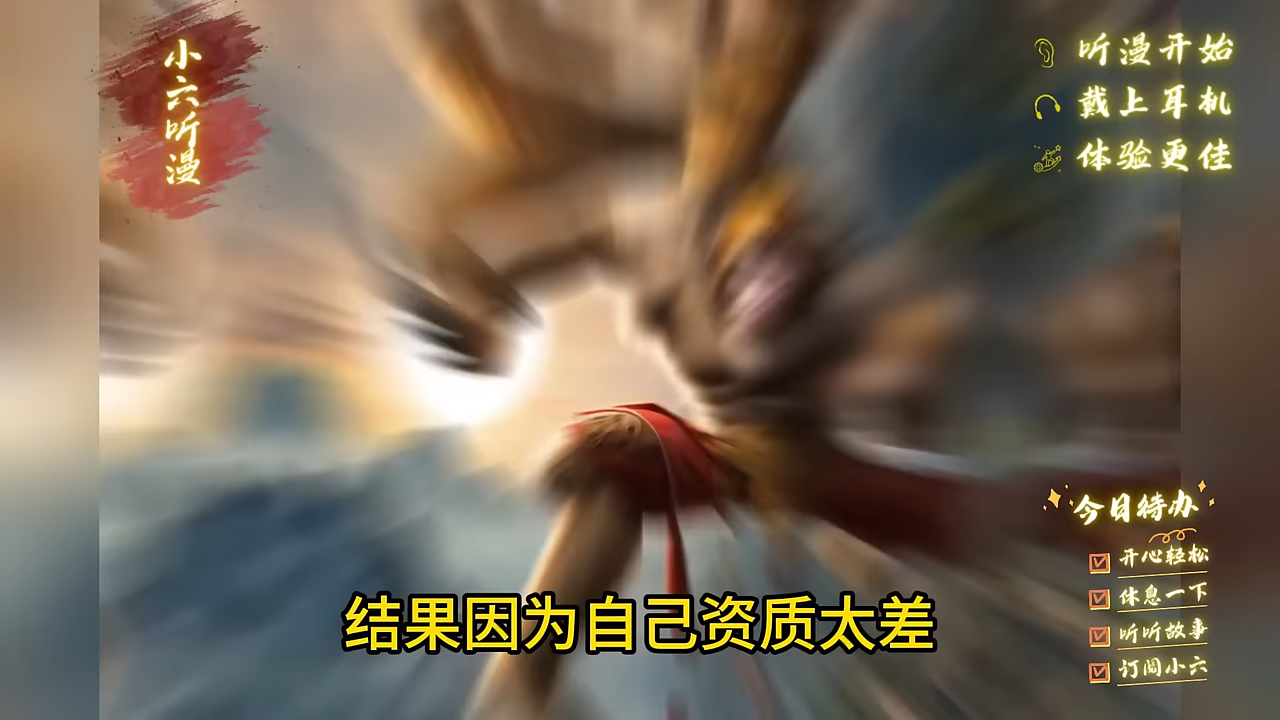 小六听漫
听漫开始
戴上耳机
体验更佳
今日待办
开心轻松
休息一下
听听故事
订阅小六
结果因为自己资质太差